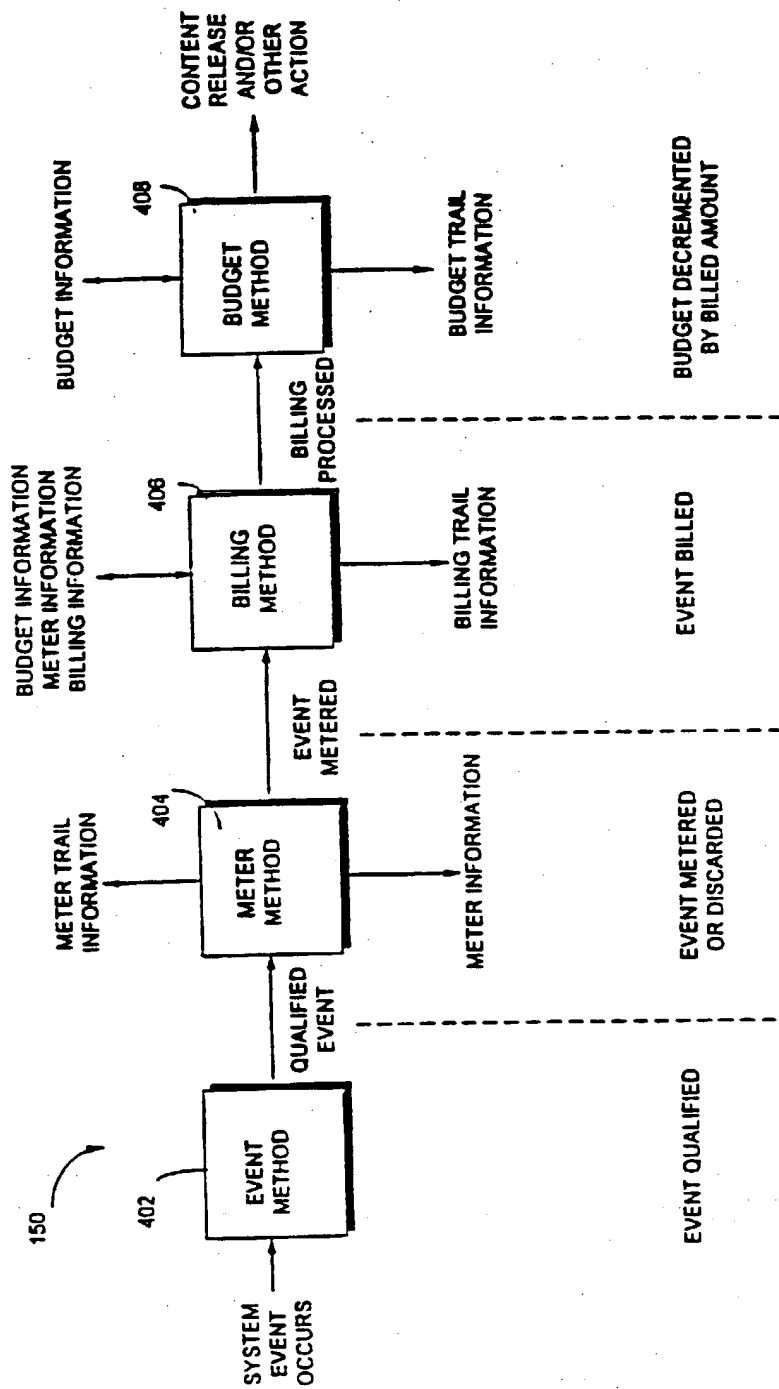 150
SYSTEM
EVENT
OCCURS
402
EVENT
METHOD
QUALIFIED
EVENT
EVENT QUALIFIED
METER TRAIL
INFORMATION
404
METER
METHOD
METER INFORMATION
EVENT
METERED
EVENT METERED
OR DISCARDED
BUDGET INFORMATION
METER INFORMATION
BILLING INFORMATION
406
BILLING
METHOD
BILLING TRAIL
INFORMATION
BILLING
PROCESSED
EVENT BILLED
BUDGET INFORMATION
408
BUDGET
METHOD
BUDGET TRAIL
INFORMATION
CONTENT
RELEASE
AND/OR
OTHER
ACTION
BUDGET DECREMENTED
BY BILLED AMOUNT